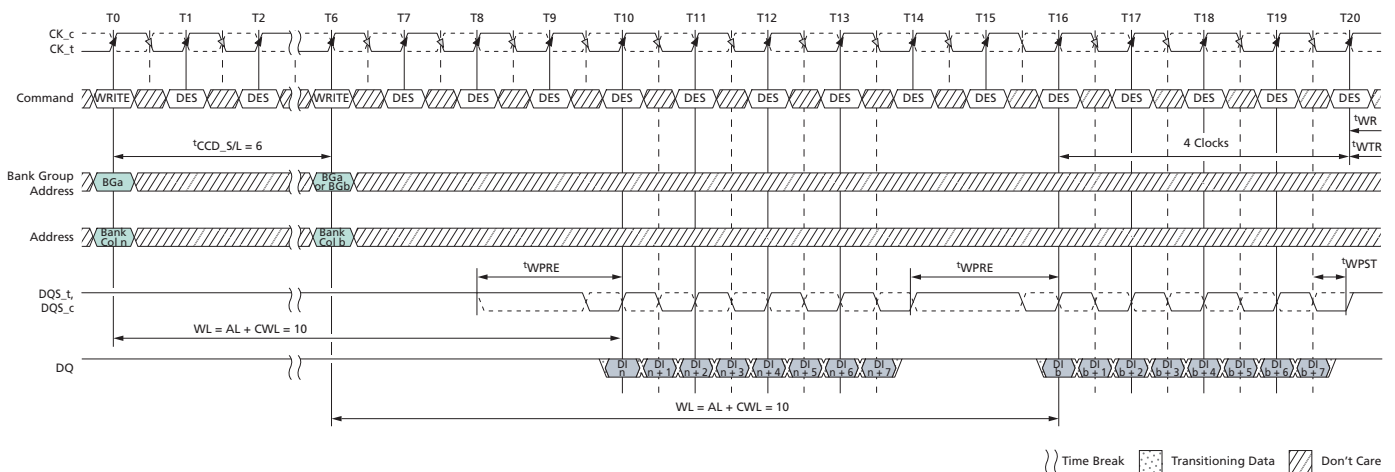 T0 T1 T2 T6 T7 T8 T9 T10 T11 T12 T13 T14 T15 T16 T17 T18 T19 T20
CK_c
CK_t
Command WRITE DES DES WRITE DES DES DES DES DES DES DES DES DES DES DES DES DES DES
tWR
tCCD_S/L = 6
4 Clocks
tWTR
Bank Group
Address
BGa
BGa
or BGb
Address
Bank
Col n
Bank
Col b
tWPRE
tWPRE
tWPST
DQS_t,
DQS_c
WL = AL + CWL = 10
DQ
DI
n
DI
n + 1
DI
n + 2
DI
n + 3
DI
n + 4
DI
n + 5
DI
n + 6
DI
n + 7
DI
b
DI
b + 1
DI
b + 2
DI
b + 3
DI
b + 4
DI
b + 5
DI
b + 6
DI
b + 7
WL = AL + CWL = 10
Time Break Transitioning Data Don't Care